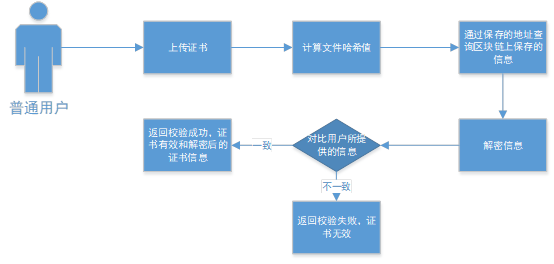 普通用户
上传证书
计算文件哈希值
通过保存的地址查
询区块链上保存的
信息
返回校验成功，证
书有效和解密后的
证书信息
一致
对比用户所提
供的信息
解密信息
不一致
返回校验失败，证
书无效